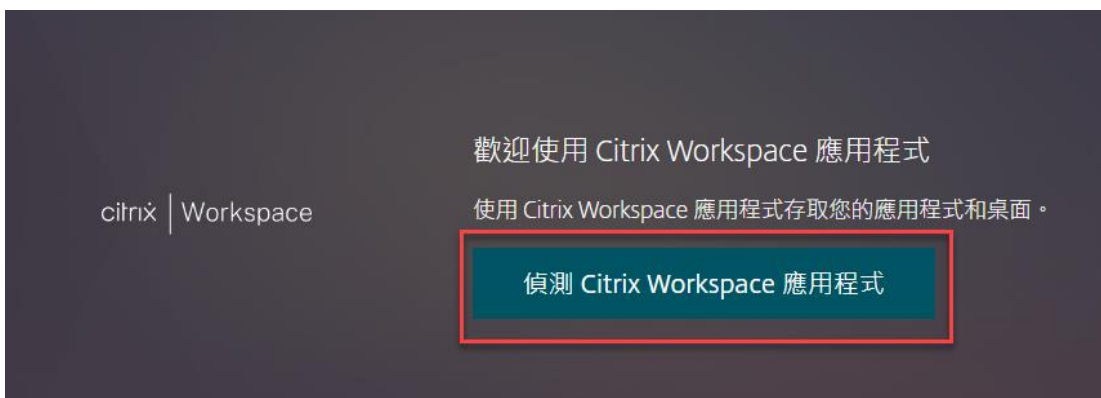 歡迎使用 Citrix Workspace 應用程式
citrix | Workspace
使用 Citrix Workspace 應用程式存取您的應用程式和桌面。
偵測 Citrix Workspace 應用程式